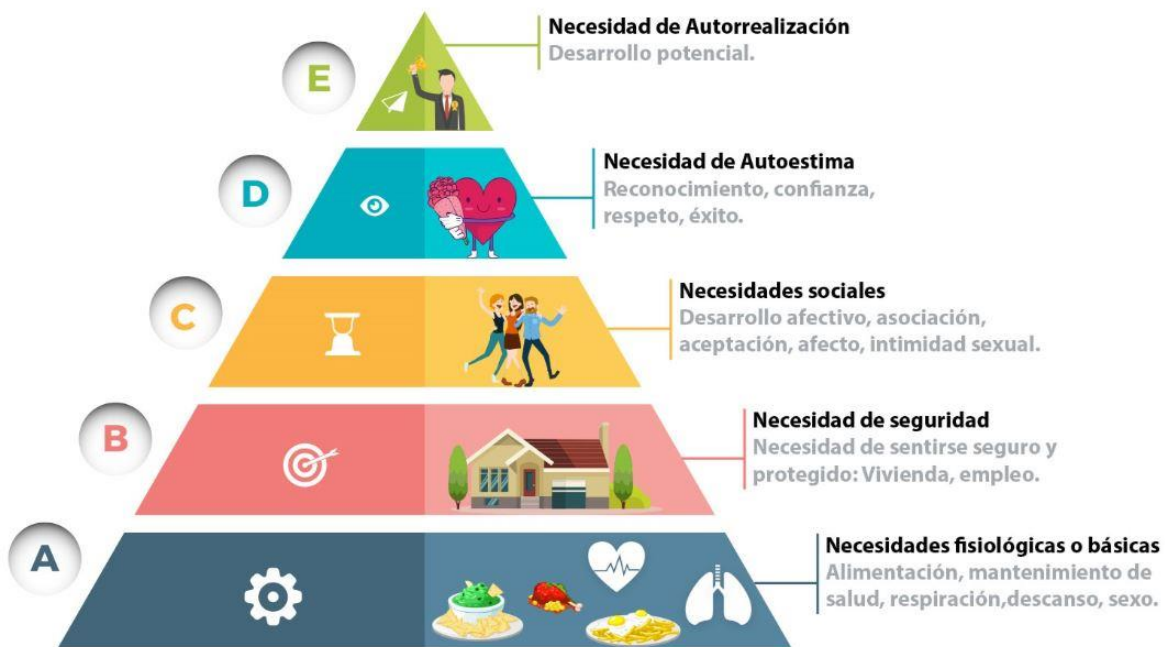 E
Necesidad de Autorrealización
Desarrollo potencial.
D
Necesidad de Autoestima
Reconocimiento, confianza,
respeto, éxito.
C
Necesidades sociales
Desarrollo afectivo, asociación,
aceptación, afecto, intimidad sexual.
B
Necesidad de seguridad
Necesidad de sentirse seguro y
protegido: Vivienda, empleo.
A
Necesidades fisiológicas o básicas
Alimentación, mantenimiento de
salud, respiración,descanso, sexo.